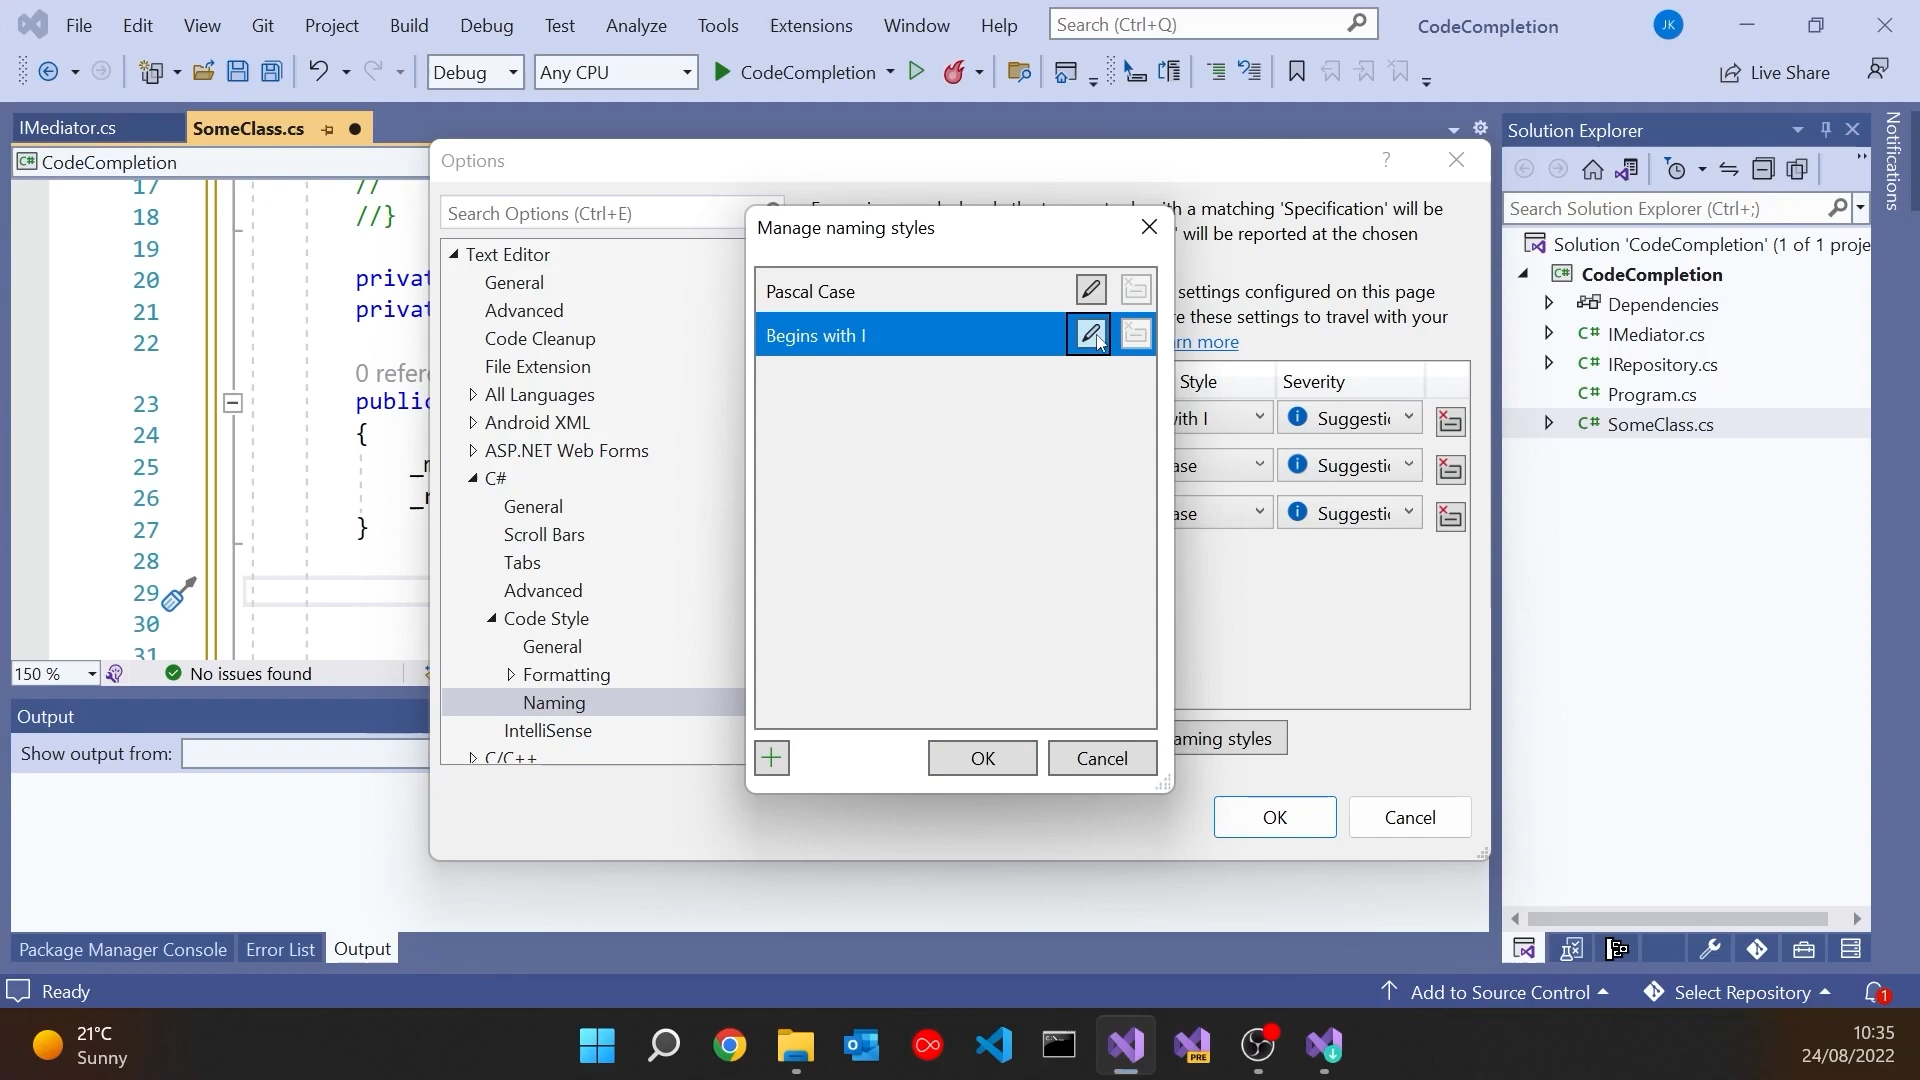 File Edit View Git Project Build Debug Test Analyze Tools Extensions Window Help Search (Ctrl+Q) CodeCompletion JK
Debug Any CPU CodeCompletion Live Share
IMediator.cs SomeClass.cs
CodeCompletion
Options
Search Options (Ctrl+E)
Text Editor
General
Advanced
Code Cleanup
File Extension
All Languages
Android XML
ASP.NET Web Forms
C#
General
Scroll Bars
Tabs
Advanced
Code Style
General
Formatting
Naming
IntelliSense
C/C++
17 //
18 //}
19
20 privat
21 privat
22
0 refere
23 public
24 {
25
26
27 }
28
29
30
31
150 % No issues found
Manage naming styles
Pascal Case
Begins with I
OK Cancel
with a matching 'Specification' will be
' will be reported at the chosen
settings configured on this page
re these settings to travel with your
rn more
Style Severity
with I Suggesti
ase Suggesti
ase Suggesti
aming styles
OK Cancel
Output
Show output from:
Package Manager Console Error List Output
Solution Explorer
Search Solution Explorer (Ctrl+;)
Solution 'CodeCompletion' (1 of 1 proje
C# CodeCompletion
Dependencies
C# IMediator.cs
C# IRepository.cs
C# Program.cs
C# SomeClass.cs
Notifications
Ready Add to Source Control Select Repository 1
21°C
Sunny
PRE
10:35
24/08/2022